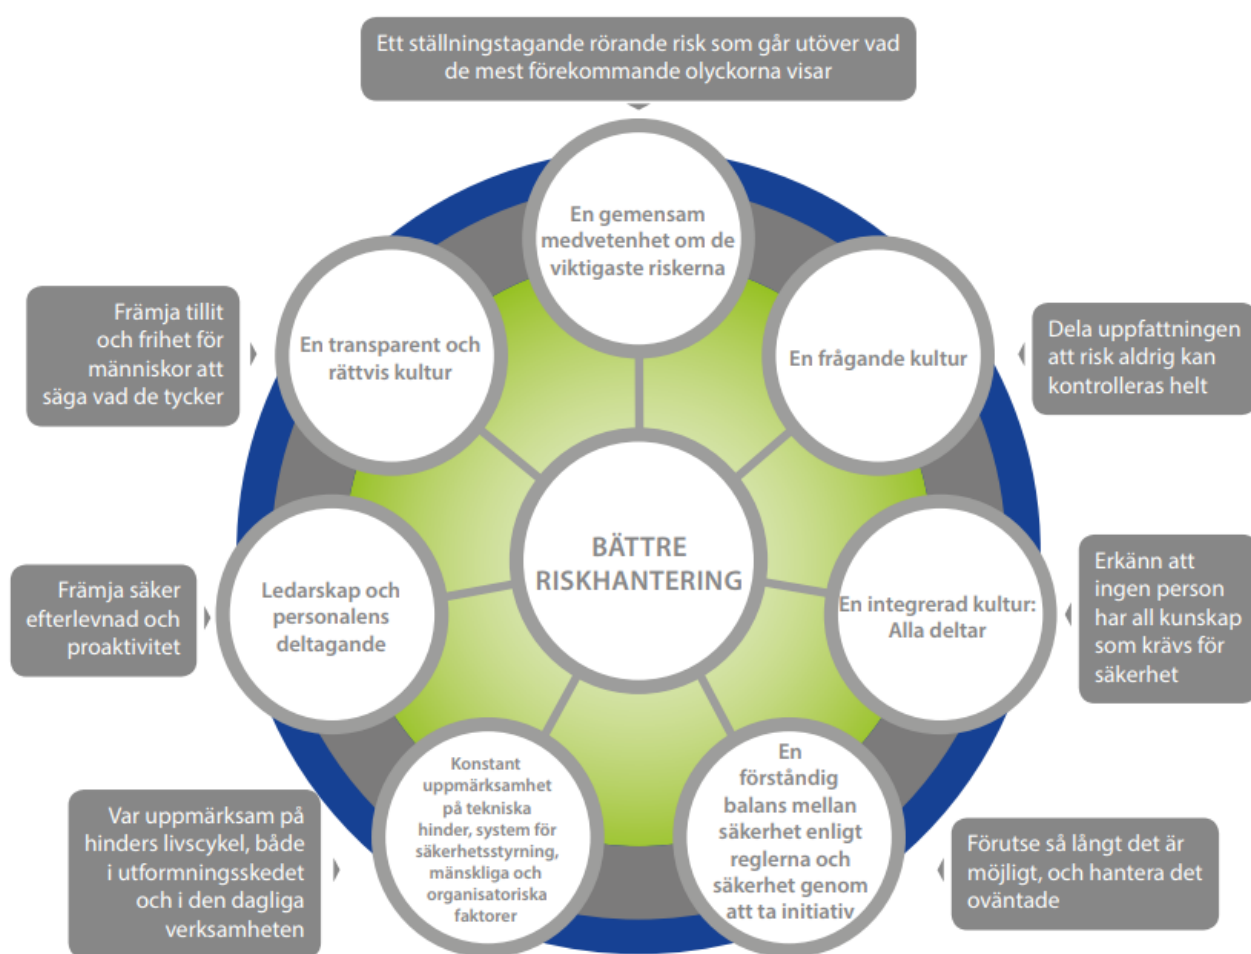 Ett ställningstagande rörande risk som går utöver vad
de mest förekommande olyckorna visar
En gemensam
medvetenhet om de
viktigaste riskerna
Främja tillit
och frihet för
människor att
säga vad de tycker
En transparent och
rättvis kultur
En frågande kultur
Dela uppfattningen
att risk aldrig kan
kontrolleras helt
BÄTTRE
RISKHANTERING
Främja säker
efterlevnad och
proaktivitet
Ledarskap och
personalens
deltagande
En integrerad kultur:
Alla deltar
Erkänn att
ingen person
har all kunskap
som krävs för
säkerhet
Var uppmärksam på
hinders livscykel, både
i utformningsskedet
och i den dagliga
verksamheten
Konstant
uppmärksamhet
på tekniska
hinder, system för
säkerhetsstyrning,
mänskliga och
organisatoriska
faktorer
En
förståndig
balans mellan
säkerhet enligt
reglerna och
säkerhet genom
att ta initiativ
Förutse så långt det är
möjligt, och hantera det
oväntade